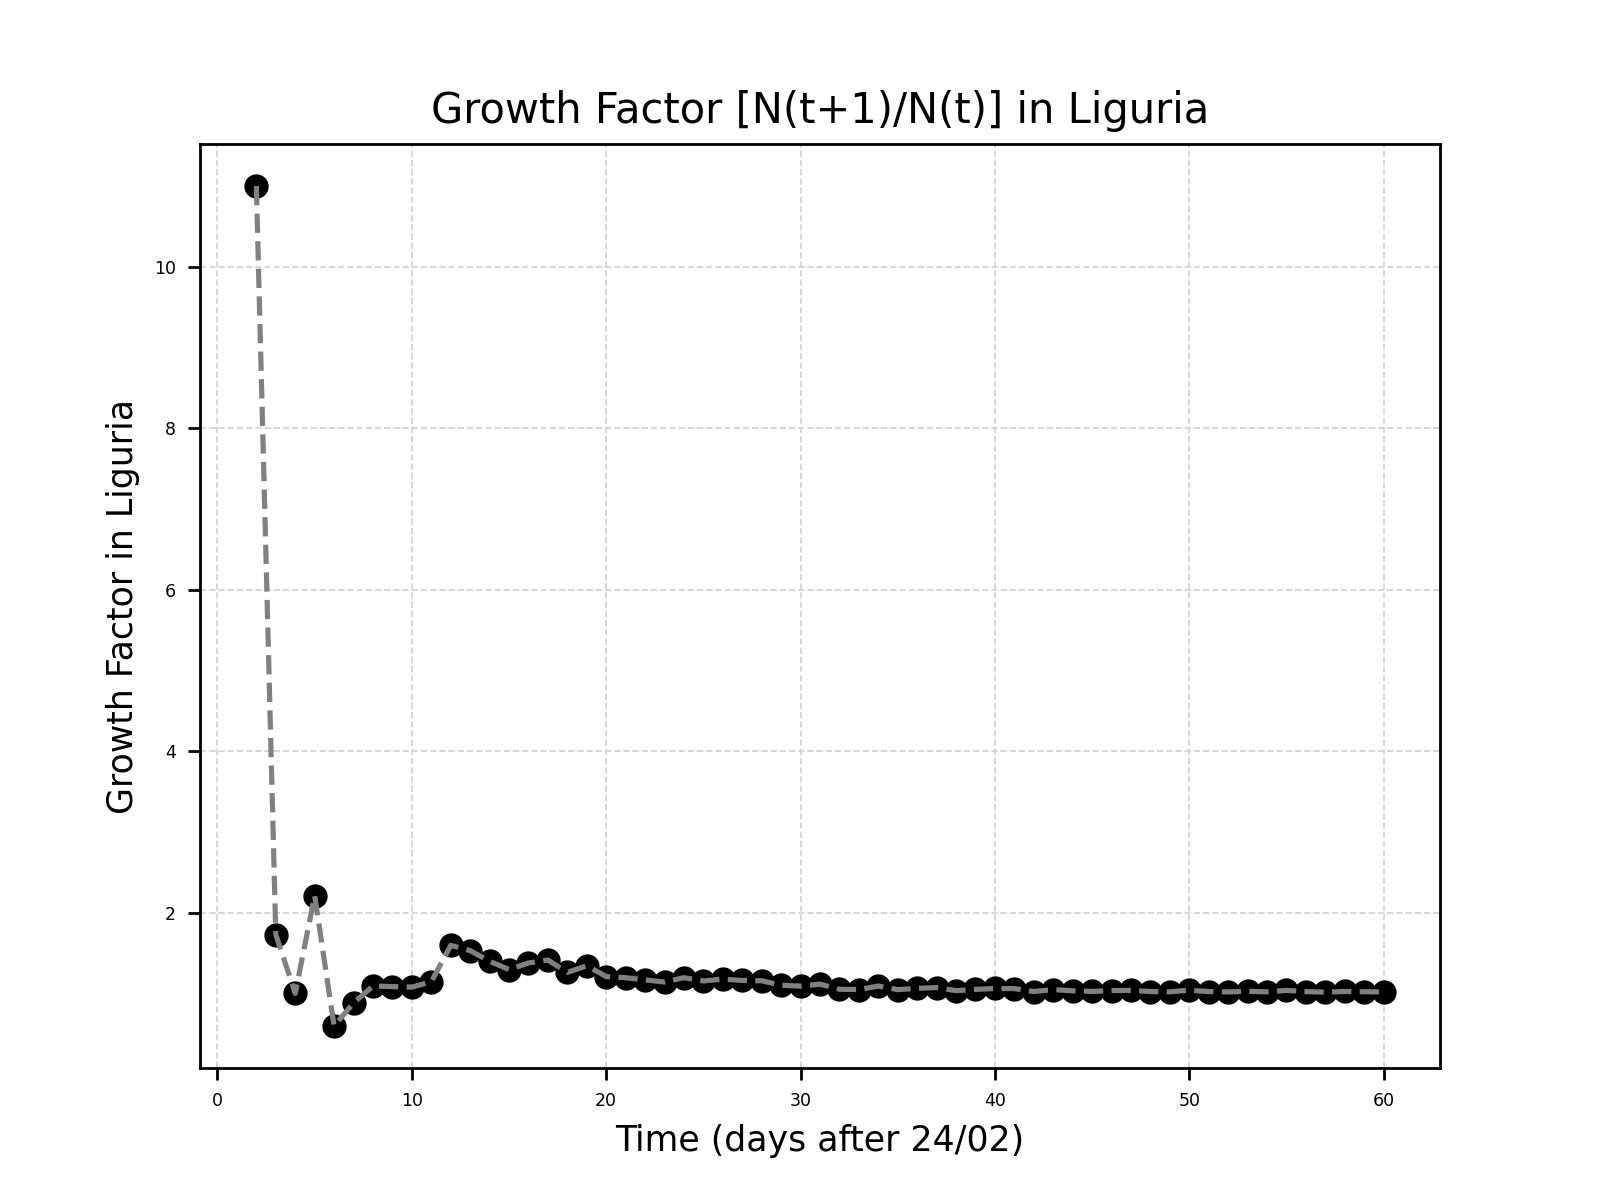 Growth Factor [N(t+1)/N(t)] in Liguria
Growth Factor in Liguria
10
8
6
4
2
0 10 20 30 40 50 60
Time (days after 24/02)